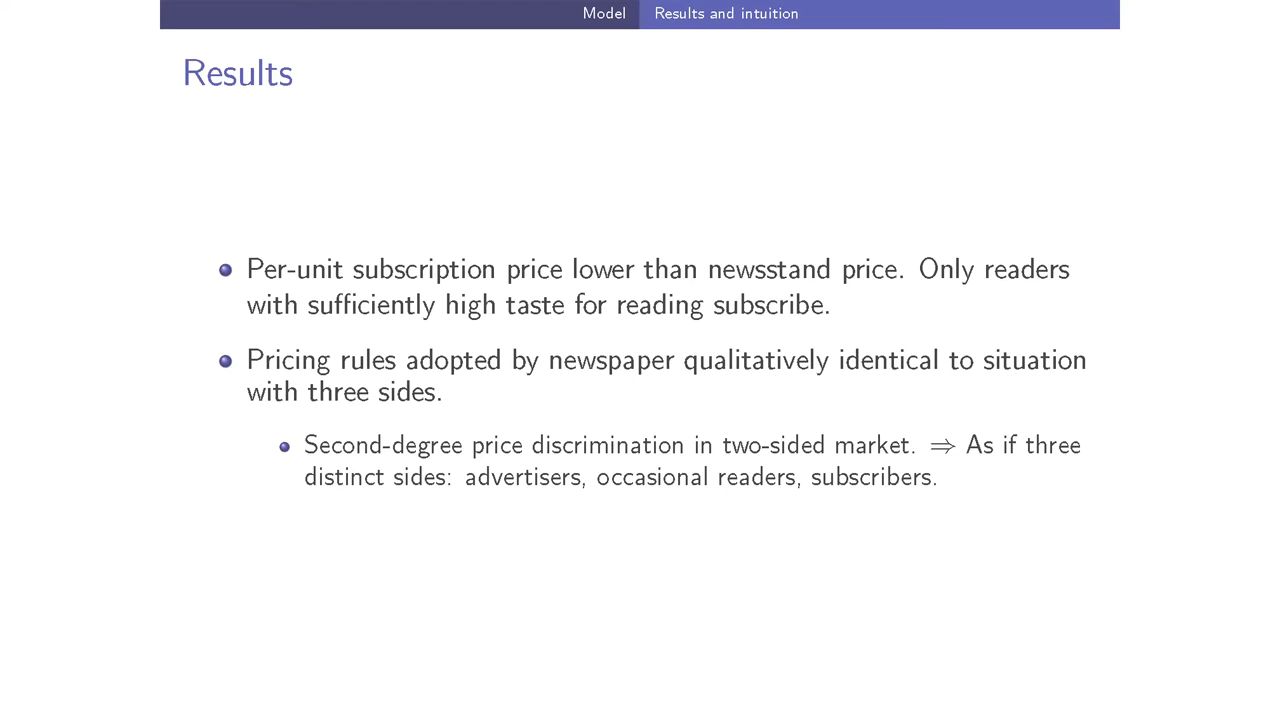 Model Results and intuition
Results
Per-unit subscription price lower than newsstand price. Only readers
with sufficiently high taste for reading subscribe.
Pricing rules adopted by newspaper qualitatively identical to situation
with three sides.
Second-degree price discrimination in two-sided market. ⇒ As if three
distinct sides: advertisers, occasional readers, subscribers.